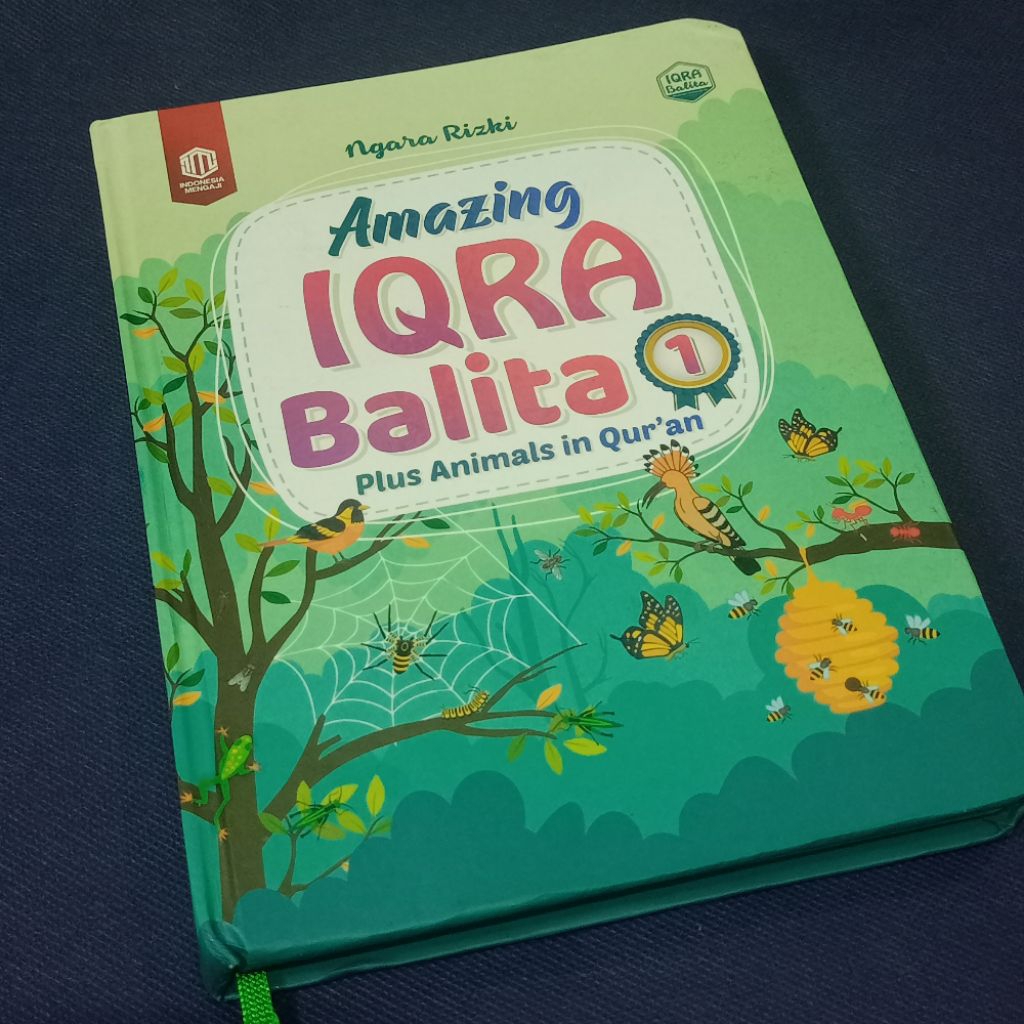 IQRA
Balita
INDONESIA
MENGAJI
Ngara Rizki
Amazing
IQRA
Balita 1
Plus Animals in Qur'an